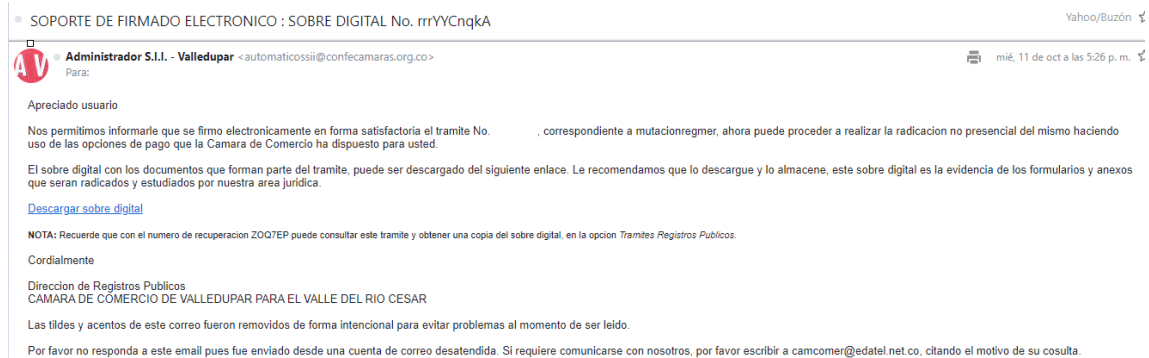 SOPORTE DE FIRMADO ELECTRONICO : SOBRE DIGITAL No. rrrYYCnqkA
Yahoo/Buzón
AV
Administrador S.I.I. - Valledupar <automaticossii@confecamaras.org.co>
mié, 11 de oct a las 5:26 p. m.
Para:
Apreciado usuario
Nos permitimos informarle que se firmo electronicamente en forma satisfactoria el tramite No. , correspondiente a mutacionregmer, ahora puede proceder a realizar la radicacion no presencial del mismo haciendo
uso de las opciones de pago que la Camara de Comercio ha dispuesto para usted.
El sobre digital con los documentos que forman parte del tramite, puede ser descargado del siguiente enlace. Le recomendamos que lo descargue y lo almacene, este sobre digital es la evidencia de los formularios y anexos
que seran radicados y estudiados por nuestra area juridica.
Descargar sobre digital
NOTA: Recuerde que con el numero de recuperacion ZOQ7EP puede consultar este tramite y obtener una copia del sobre digital, en la opcion Tramites Registros Publicos.
Cordialmente
Direccion de Registros Publicos
CAMARA DE COMERCIO DE VALLEDUPAR PARA EL VALLE DEL RIO CESAR
Las tildes y acentos de este correo fueron removidos de forma intencional para evitar problemas al momento de ser leido.
Por favor no responda a este email pues fue enviado desde una cuenta de correo desatendida. Si requiere comunicarse con nosotros, por favor escribir a camcomer@edatel.net.co, citando el motivo de su cosulta.